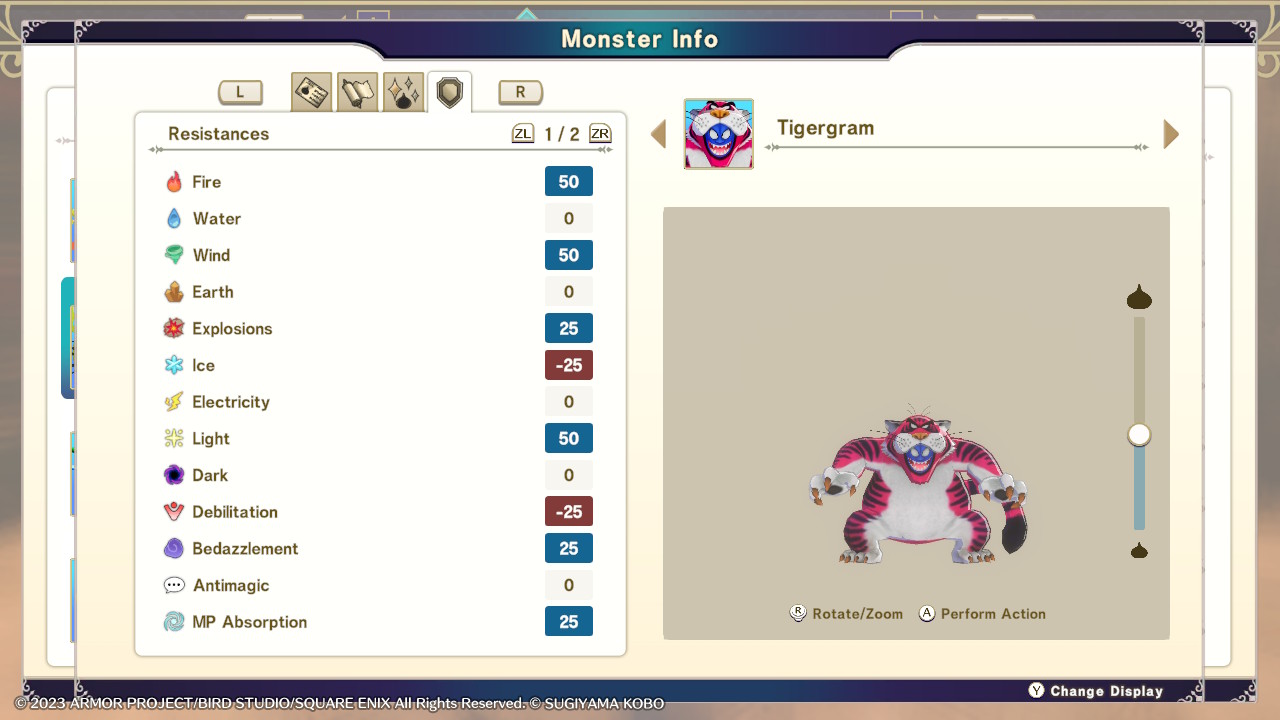 Monster Info
L
R
Resistances
ZL 1 / 2 ZR
Fire 50
Water 0
Wind 50
Earth 0
Explosions 25
Ice -25
Electricity 0
Light 50
Dark 0
Debilitation -25
Bedazzlement 25
Antimagic 0
MP Absorption 25
Tigergram
R Rotate/Zoom A Perform Action
Y Change Display
© 2023 ARMOR PROJECT/BIRD STUDIO/SQUARE ENIX All Rights Reserved. © SUGIYAMA KOBO